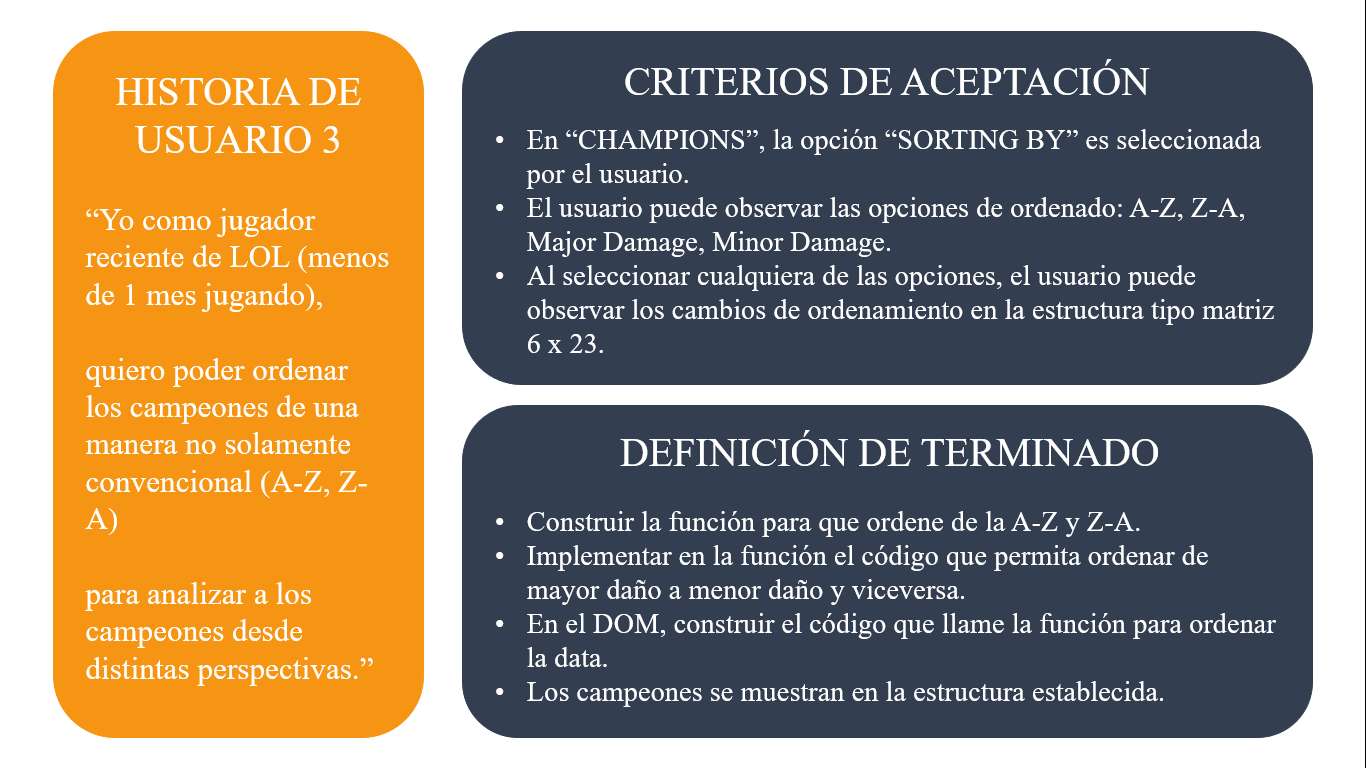 HISTORIA DE
USUARIO 3
“Yo como jugador
reciente de LOL (menos
de 1 mes jugando),
quiero poder ordenar
los campeones de una
manera no solamente
convencional (A-Z, Z-
A)
para analizar a los
campeones desde
distintas perspectivas.”
CRITERIOS DE ACEPTACIÓN
• En “CHAMPIONS”, la opción “SORTING BY” es seleccionada
por el usuario.
• El usuario puede observar las opciones de ordenado: A-Z, Z-A,
Major Damage, Minor Damage.
• Al seleccionar cualquiera de las opciones, el usuario puede
observar los cambios de ordenamiento en la estructura tipo matriz
6 x 23.
DEFINICIÓN DE TERMINADO
• Construir la función para que ordene de la A-Z y Z-A.
• Implementar en la función el código que permita ordenar de
mayor daño a menor daño y viceversa.
• En el DOM, construir el código que llame la función para ordenar
la data.
• Los campeones se muestran en la estructura establecida.